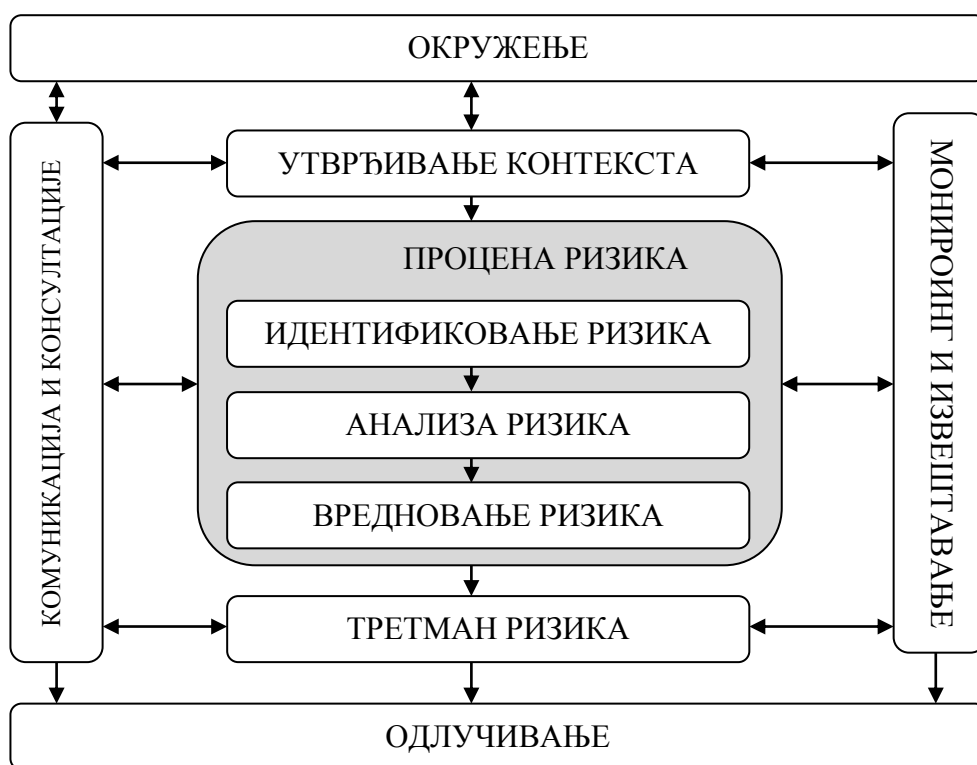 ОКРУЖЕЊЕ
КОМУНИКАЦИЈА И КОНСУЛТАЦИЈЕ
УТВРЂИВАЊЕ КОНТЕКСТА
ПРОЦЕНА РИЗИКА
ИДЕНТИФИКОВАЊЕ РИЗИКА
АНАЛИЗА РИЗИКА
ВРЕДНОВАЊЕ РИЗИКА
ТРЕТМАН РИЗИКА
МОНИРОИНГ И ИЗВЕШТАВАЊЕ
ОДЛУЧИВАЊЕ